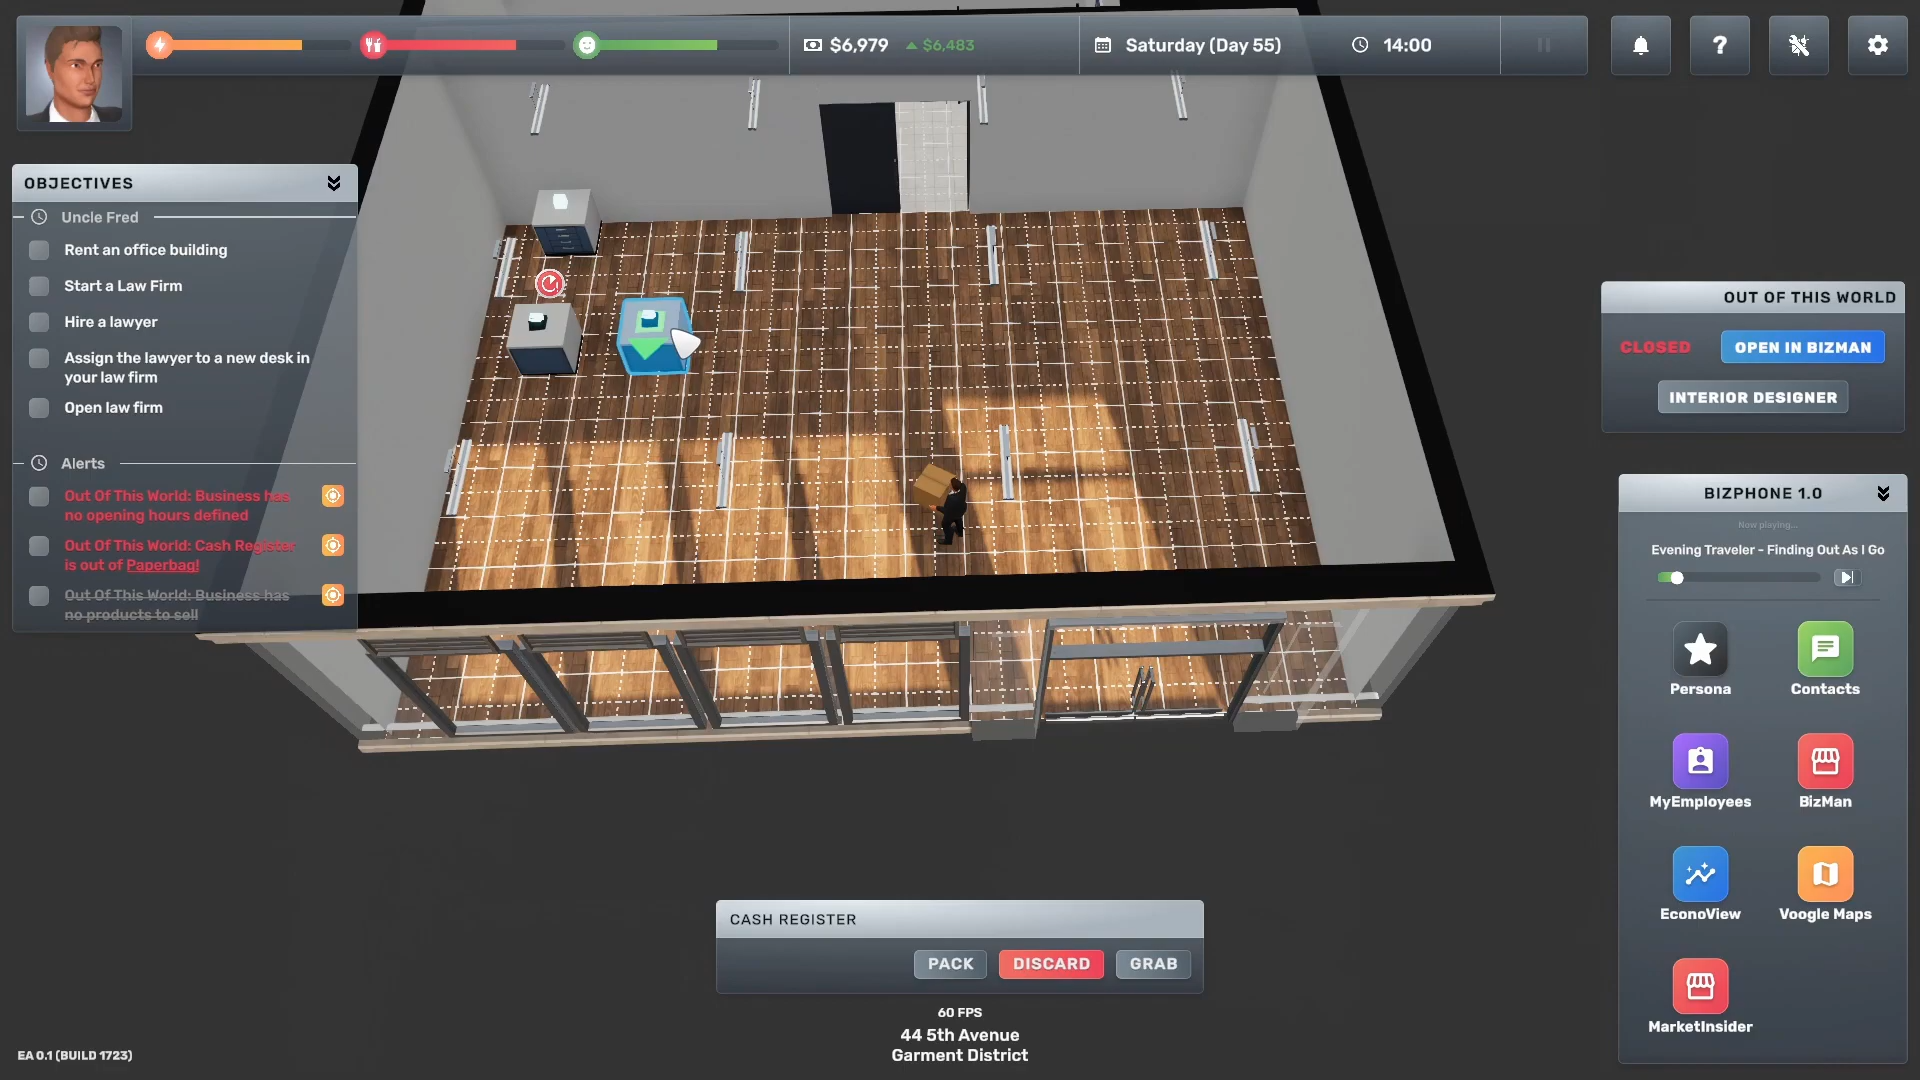 $6,979
$6,483
Saturday (Day 55)
14:00
?
OBJECTIVES
Uncle Fred
Rent an office building
Start a Law Firm
Hire a lawyer
Assign the lawyer to a new desk in
your law firm
Open law firm
Alerts
Out Of This World: Business has
no opening hours defined
Out Of This World: Cash Register
is out of Paperbag!
Out Of This World: Business has
no products to sell
OUT OF THIS WORLD
CLOSED
OPEN IN BIZMAN
INTERIOR DESIGNER
BIZPHONE 1.0
Now playing...
Evening Traveler - Finding Out As I Go
Persona
Contacts
MyEmployees
BizMan
EconoView
Voogle Maps
MarketInsider
CASH REGISTER
PACK
DISCARD
GRAB
60 FPS
44 5th Avenue
Garment District
EA 0.1 (BUILD 1723)